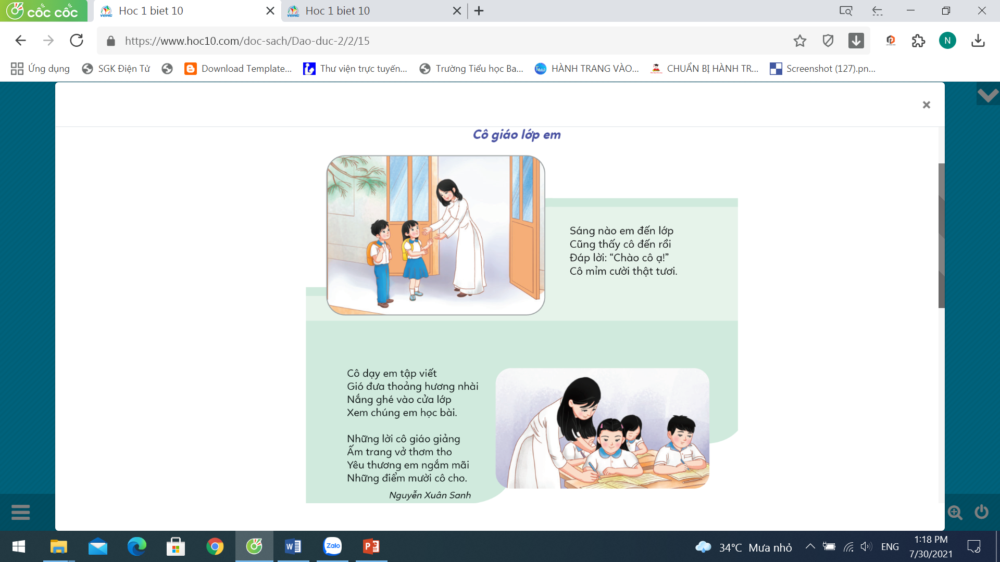 cốc cốc
Hoc 1 biet 10
Hoc 1 biet 10
https://www.hoc10.com/doc-sach/Dao-duc-2/2/15
N
Ứng dụng
SGK Điện Tử
Download Template...
Thư viện trực tuyến...
Trường Tiểu học Ba...
HÀNH TRANG VÀO...
CHUẨN BỊ HÀNH TR...
Screenshot (127).pn...
Cô giáo lớp em
Sáng nào em đến lớp
Cũng thấy cô đến rồi
Đáp lời: “Chào cô ạ!”
Cô mỉm cười thật tươi.
Cô dạy em tập viết
Gió đưa thoảng hương nhài
Nắng ghé vào cửa lớp
Xem chúng em học bài.
Những lời cô giáo giảng
Ấm trang vở thơm tho
Yêu thương em ngắm mãi
Những điểm mười cô cho.
Nguyễn Xuân Sanh
Zalo
34°C Mưa nhỏ
ENG
1:18 PM
7/30/2021